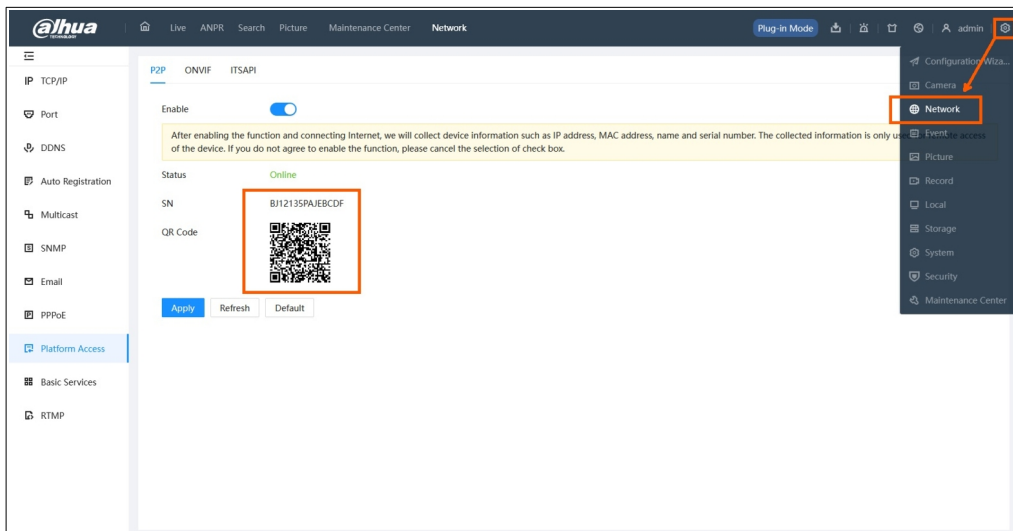 alhua
TECHNOLOGY
Live ANPR Search Picture Maintenance Center Network
Plug-in Mode
admin
IP TCP/IP
Port
DDNS
Auto Registration
Multicast
SNMP
Email
PPPoE
Platform Access
Basic Services
RTMP
P2P ONVIF ITSAPI
Enable
After enabling the function and connecting Internet, we will collect device information such as IP address, MAC address, name and serial number. The collected information is only used access
of the device. If you do not agree to enable the function, please cancel the selection of check box.
Status Online
SN BJ12135PAJEBCDF
QR Code
Apply Refresh Default
Configuration Wiza...
Camera
Network
Event
Picture
Record
Local
Storage
System
Security
Maintenance Center